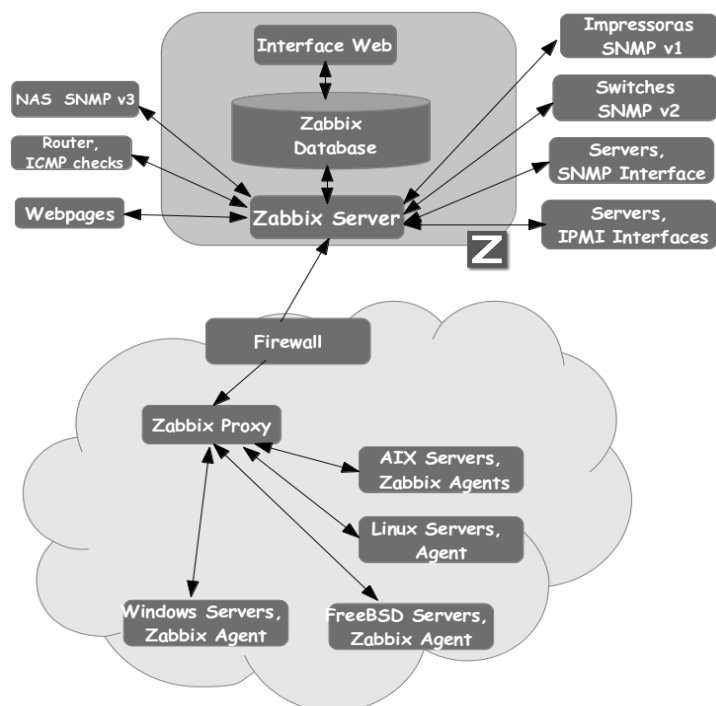 Interface Web
Impressoras
SNMP v1
NAS SNMP v3
Zabbix
Database
Switches
SNMP v2
Router,
ICMP checks
Servers,
SNMP Interface
Webpages
Zabbix Server
Servers,
IPMI Interfaces
Z
Firewall
Zabbix Proxy
AIX Servers,
Zabbix Agents
Linux Servers,
Agent
Windows Servers,
Zabbix Agent
FreeBSD Servers,
Zabbix Agent